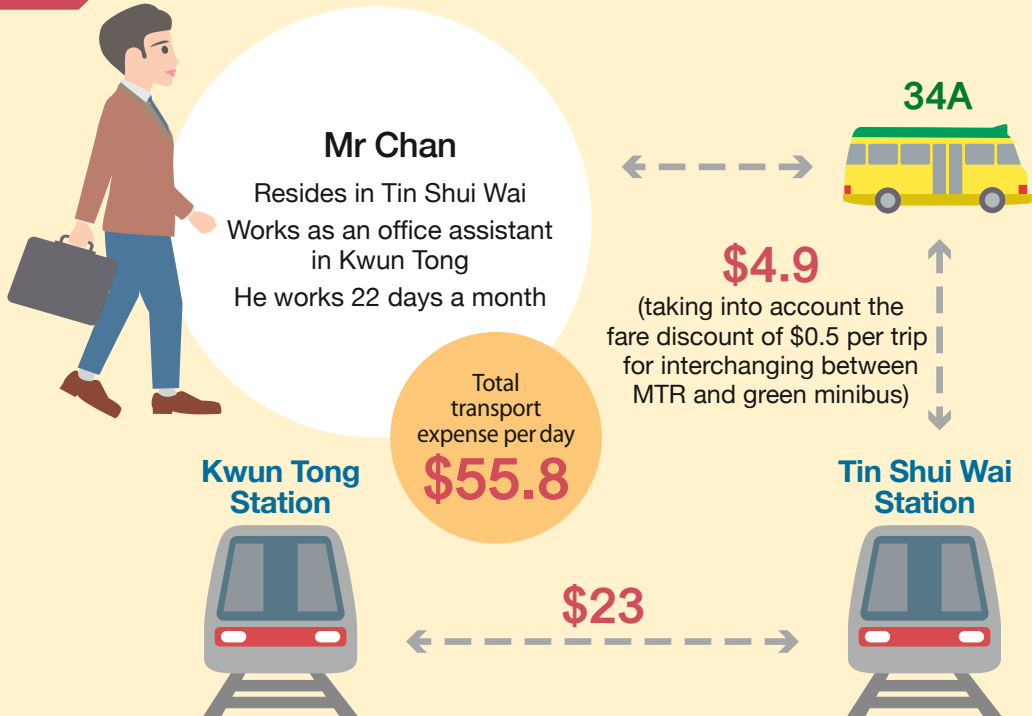 Mr Chan
Resides in Tin Shui Wai
Works as an office assistant
in Kwun Tong
He works 22 days a month
34A
$4.9
(taking into account the
fare discount of $0.5 per trip
for interchanging between
MTR and green minibus)
Total
transport
expense per day
$55.8
Kwun Tong
Station
$23
Tin Shui Wai
Station